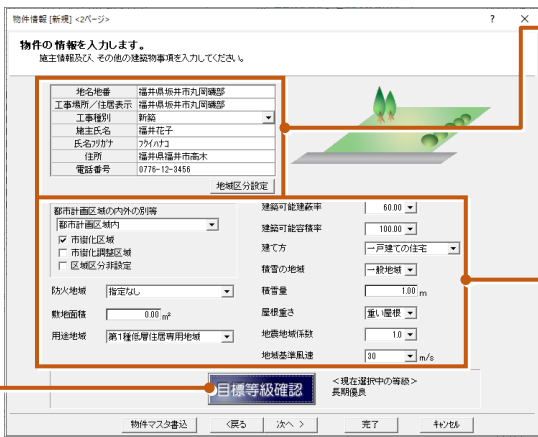 物件情報 [新規] <2ページ>
? ×
物件の情報を入力します。
施主情報及び、その他の建築物事項を入力してください。
地名地番 福井県坂井市丸岡磯部
工事場所／住居表示 福井県坂井市丸岡磯部
工事種別 新築
施主氏名 福井花子
氏名フリガナ フクイハナコ
住所 福井県福井市高木
電話番号 0776-12-3456
地域区分設定
都市計画区域の内外の別等
都市計画区域内
市街化区域
市街化調整区域
区域区分非設定
防火地域 指定なし
敷地面積 0.00 m²
用途地域 第1種低層住居専用地域
建築可能建蔽率 60.00
建築可能容積率 100.00
建て方 一戸建ての住宅
積雪の地域 一般地域
積雪量 1.00 m
屋根重さ 重い屋根
地震地域係数 1.0
地域基準風速 30 m/s
目標等級確認
<現在選択中の等級>
長期優良
物件マスタ書込 <戻る 次へ > 完了 キャンセル